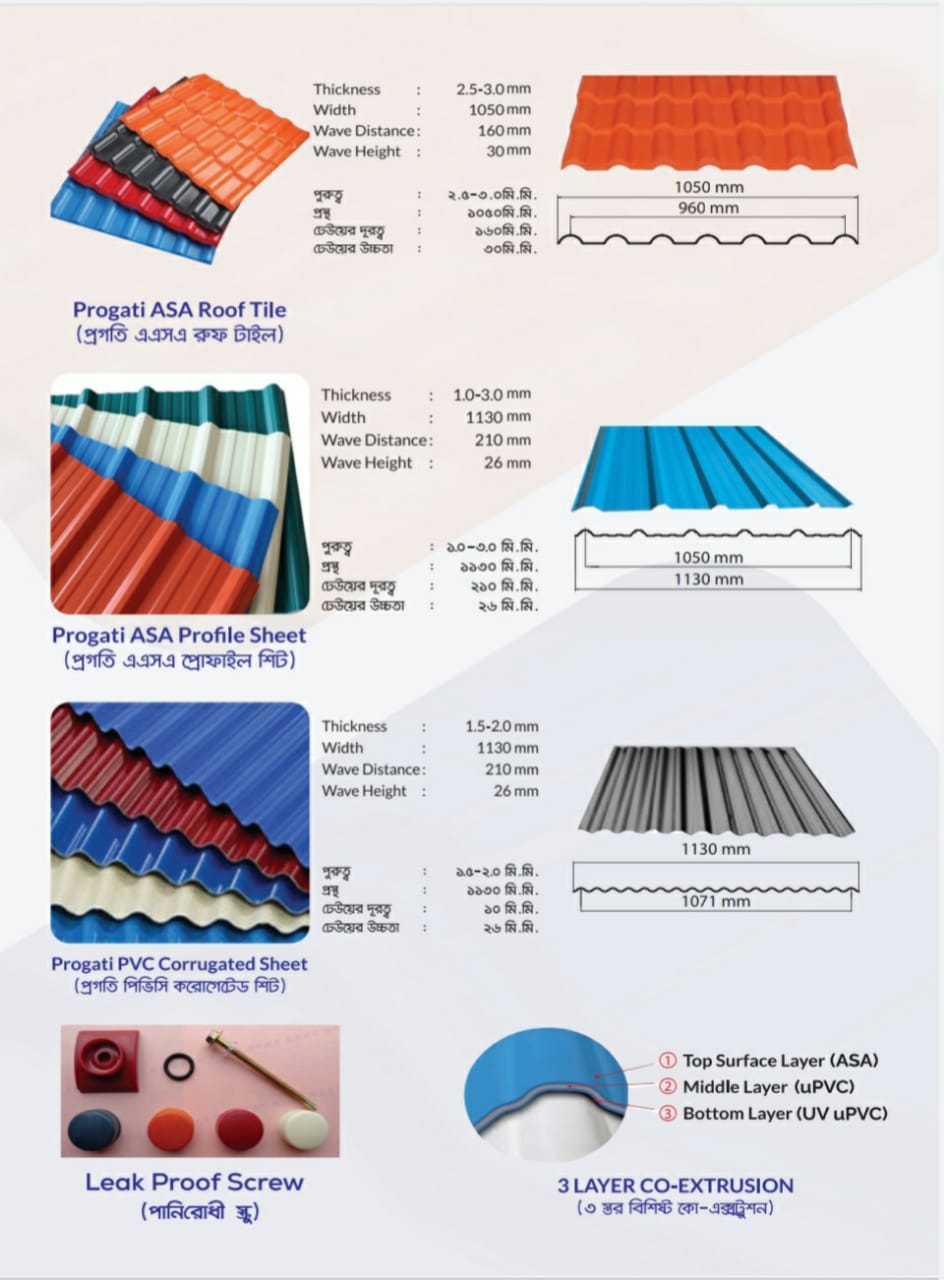 Thickness : 2.5-3.0 mm
Width : 1050 mm
Wave Distance : 160 mm
Wave Height : 30 mm
পুরুত্ব : ২.৫-৩.০মি.মি.
প্রস্থ : ১০৫০মি.মি.
ঢেউয়ের দূরত্ব : ১৬০মি.মি.
ঢেউয়ের উচ্চতা : ৩০মি.মি.
1050 mm
960 mm
Progati ASA Roof Tile
(প্রগতি এএসএ রুফ টাইল)
Thickness : 1.0-3.0 mm
Width : 1130 mm
Wave Distance : 210 mm
Wave Height : 26 mm
পুরুত্ব : ১.০-৩.০ মি.মি.
প্রস্থ : ১১৩০ মি.মি.
ঢেউয়ের দূরত্ব : ২১০ মি.মি.
ঢেউয়ের উচ্চতা : ২৬ মি.মি.
1050 mm
1130 mm
Progati ASA Profile Sheet
(প্রগতি এএসএ প্রোফাইল শিট)
Thickness : 1.5-2.0 mm
Width : 1130 mm
Wave Distance : 210 mm
Wave Height : 26 mm
পুরুত্ব : ১.৫-২.০ মি.মি.
প্রস্থ : ১১৩০ মি.মি.
ঢেউয়ের দূরত্ব : ১০ মি.মি.
ঢেউয়ের উচ্চতা : ২৬ মি.মি.
1130 mm
1071 mm
Progati PVC Corrugated Sheet
(প্রগতি পিভিসি করোগেটেড শিট)
Leak Proof Screw
(পানিরোধী স্ক্রু)
1 Top Surface Layer (ASA)
2 Middle Layer (uPVC)
3 Bottom Layer (UV uPVC)
3 LAYER CO-EXTRUSION
(৩ স্তর বিশিষ্ট কো-এক্সট্রুশন)